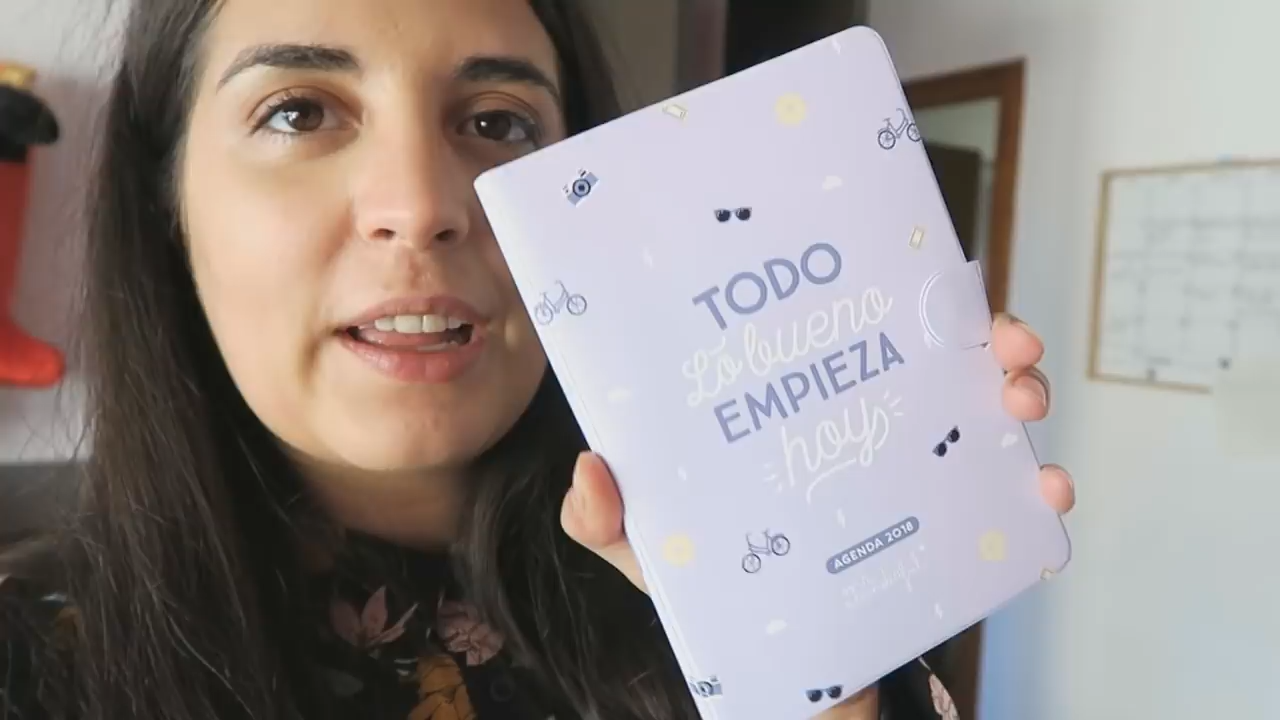 TODO
lo bueno
EMPIEZA
hoy
AGENDA 2018